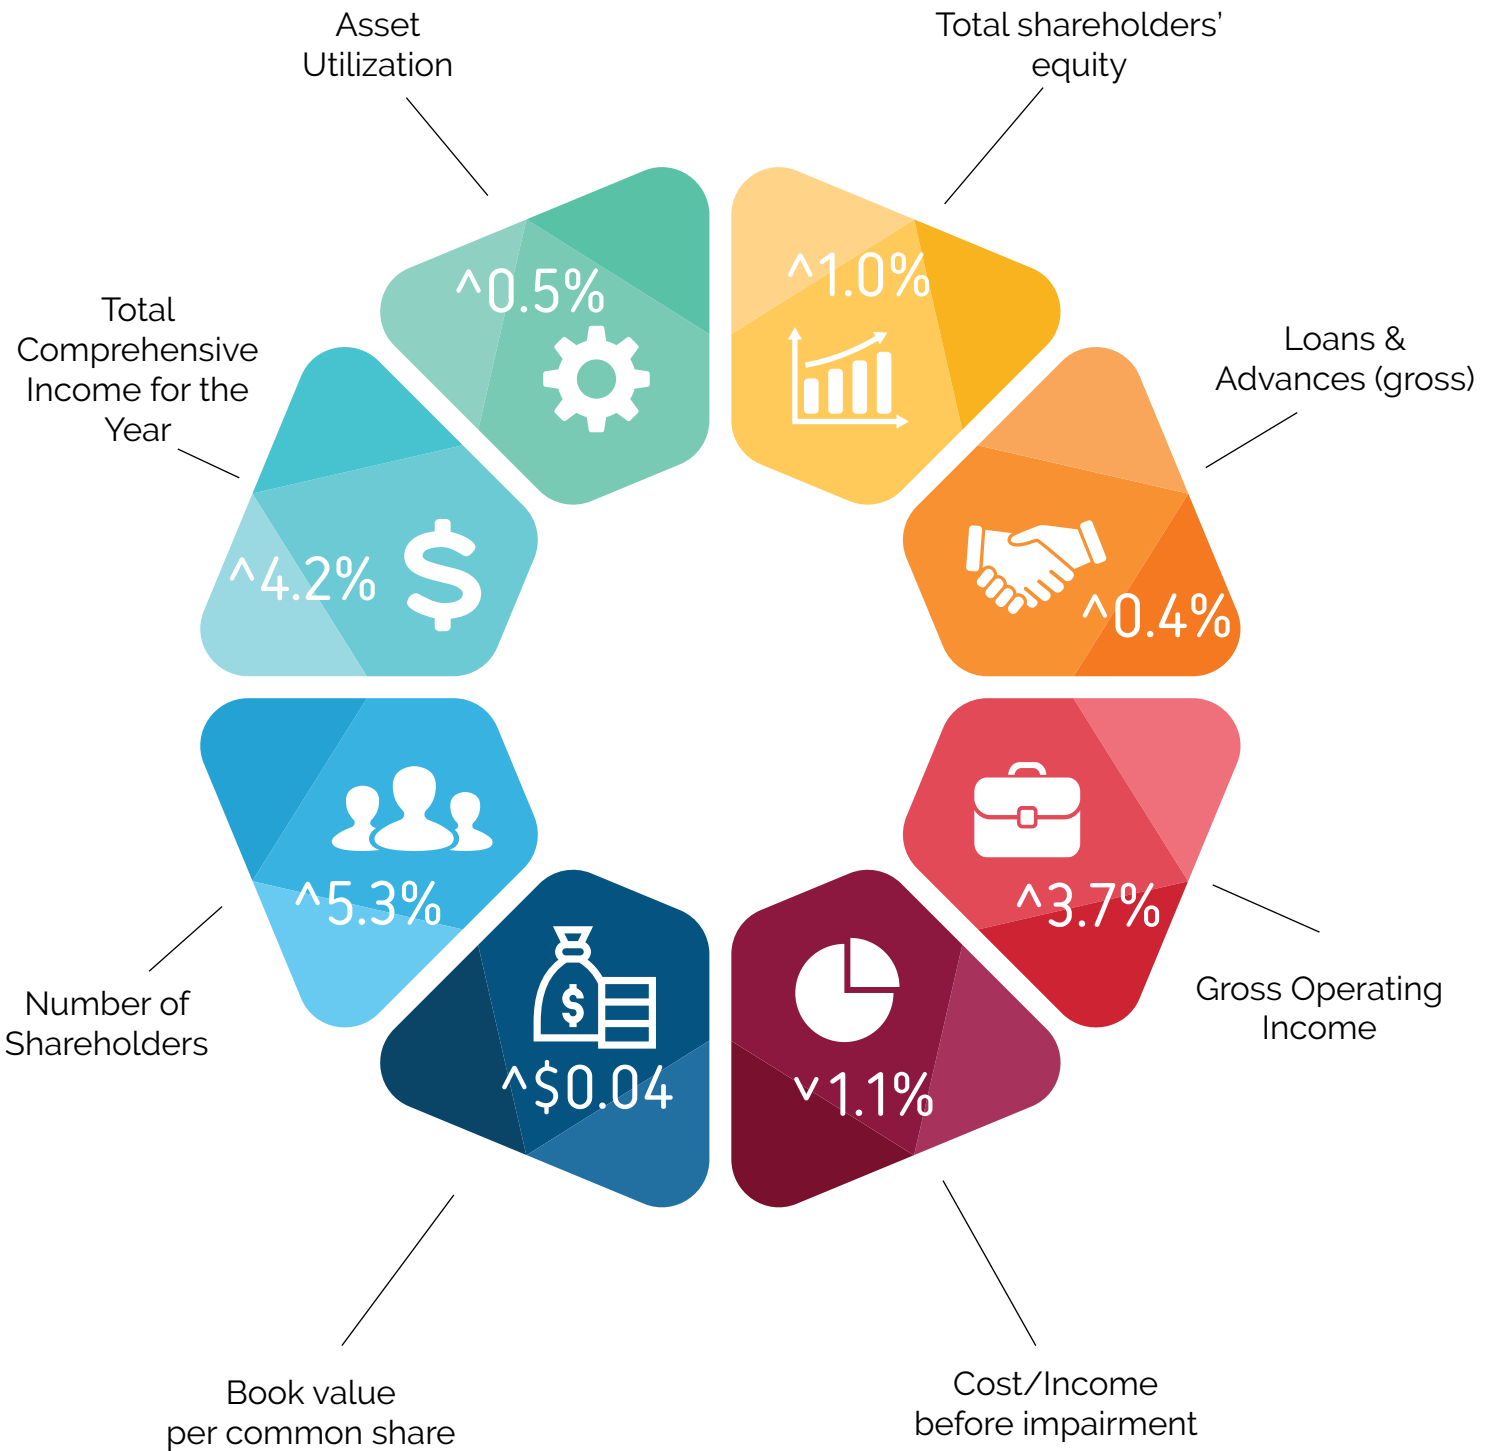 Asset
Utilization
^0.5%
Total shareholders’
equity
^1.0%
Loans &
Advances (gross)
^0.4%
Gross Operating
Income
^3.7%
Cost/Income
before impairment
˅1.1%
Book value
per common share
$
^$0.04
Number of
Shareholders
^5.3%
Total
Comprehensive
Income for the
Year
^4.2%
$